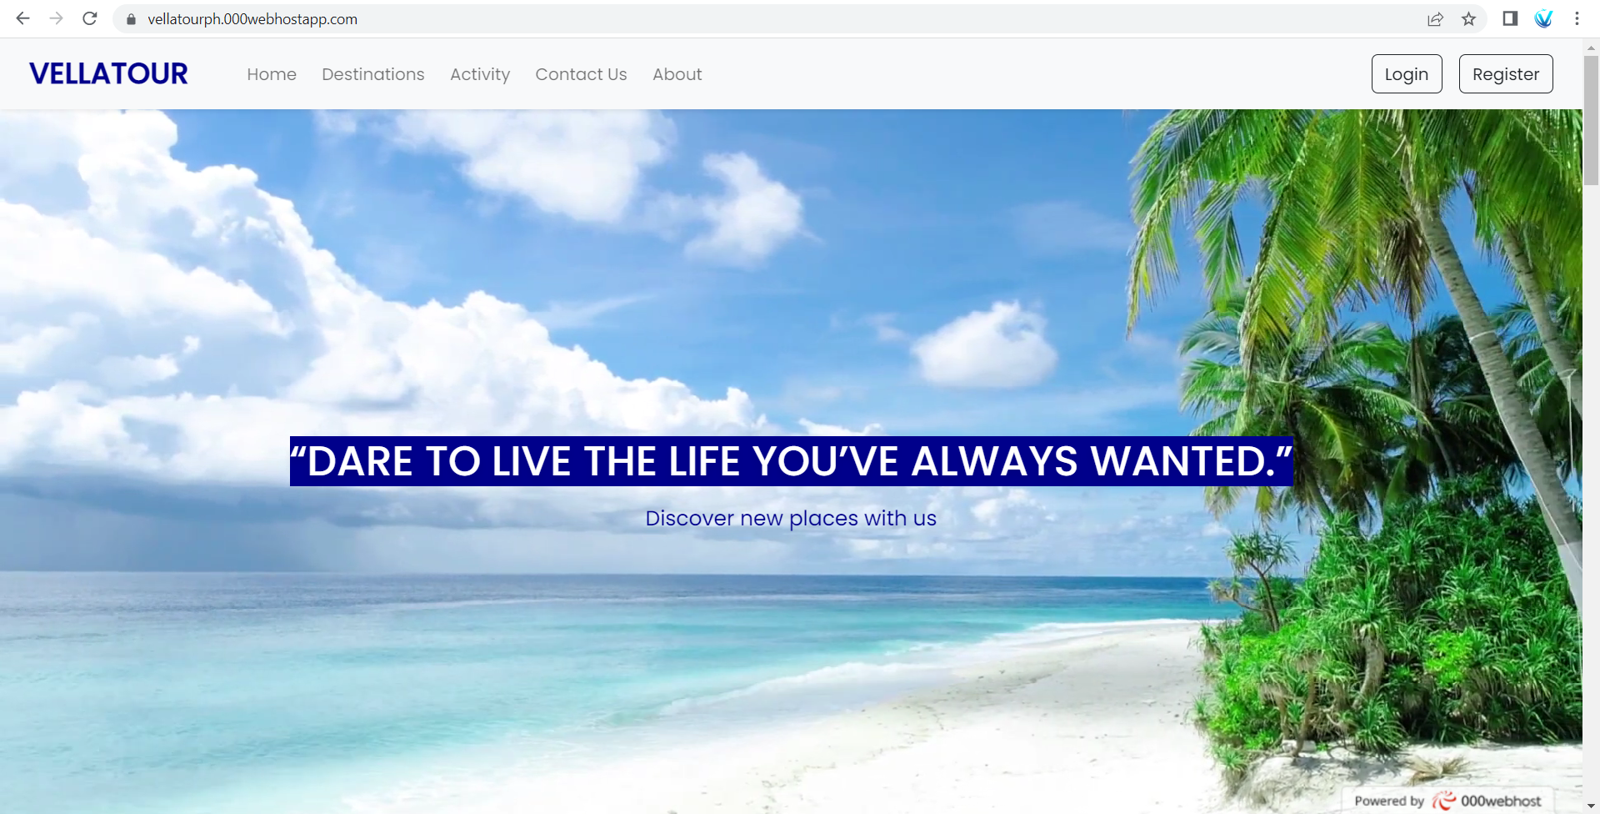 vellatourph.000webhostapp.com
VELLATOUR Home Destinations Activity Contact Us About Login Register
“DARE TO LIVE THE LIFE YOU’VE ALWAYS WANTED.”
Discover new places with us
Powered by 000webhost